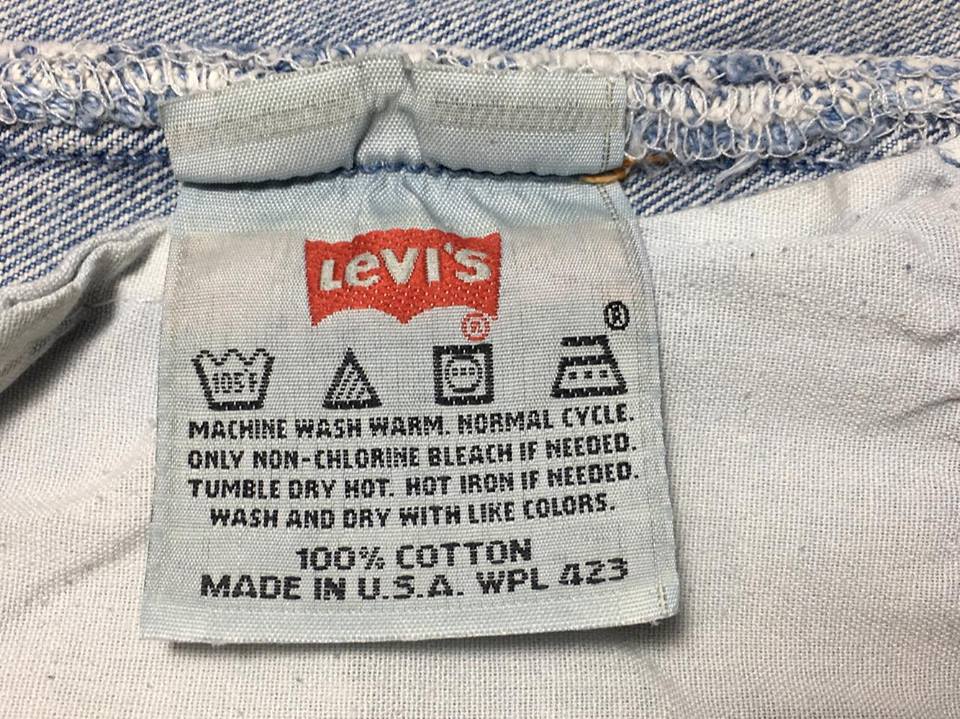 LEVI'S
®
®
105F
MACHINE WASH WARM. NORMAL CYCLE.
ONLY NON-CHLORINE BLEACH IF NEEDED.
TUMBLE DRY HOT. HOT IRON IF NEEDED.
WASH AND DRY WITH LIKE COLORS.
100% COTTON
MADE IN U.S.A. WPL 423